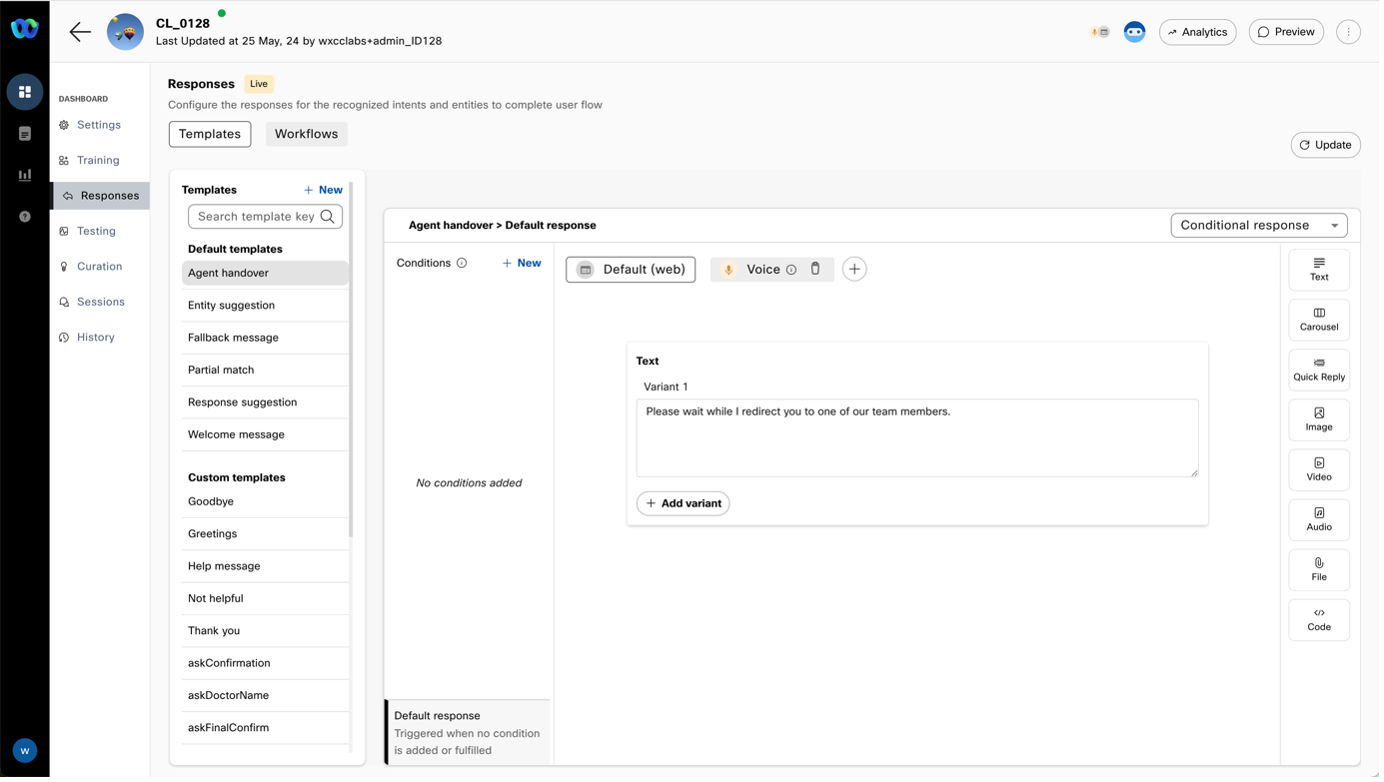 CL_0128
Last Updated at 25 May, 24 by wxcclabs+admin_ID128
Analytics
Preview
DASHBOARD
Settings
Training
Responses
Testing
Curation
Sessions
History
Responses
Live
Configure the responses for the recognized intents and entities to complete user flow
Templates
Workflows
Update
Templates
+ New
Search template key
Default templates
Agent handover
Entity suggestion
Fallback message
Partial match
Response suggestion
Welcome message
Custom templates
Goodbye
Greetings
Help message
Not helpful
Thank you
askConfirmation
askDoctorName
askFinalConfirm
Agent handover > Default response
Conditional response
Conditions
+ New
No conditions added
Default response
Triggered when no condition
is added or fulfilled
Default (web)
Voice
Text
Variant 1
Please wait while I redirect you to one of our team members.
+ Add variant
Text
Carousel
Quick Reply
Image
Video
Audio
File
Code
W